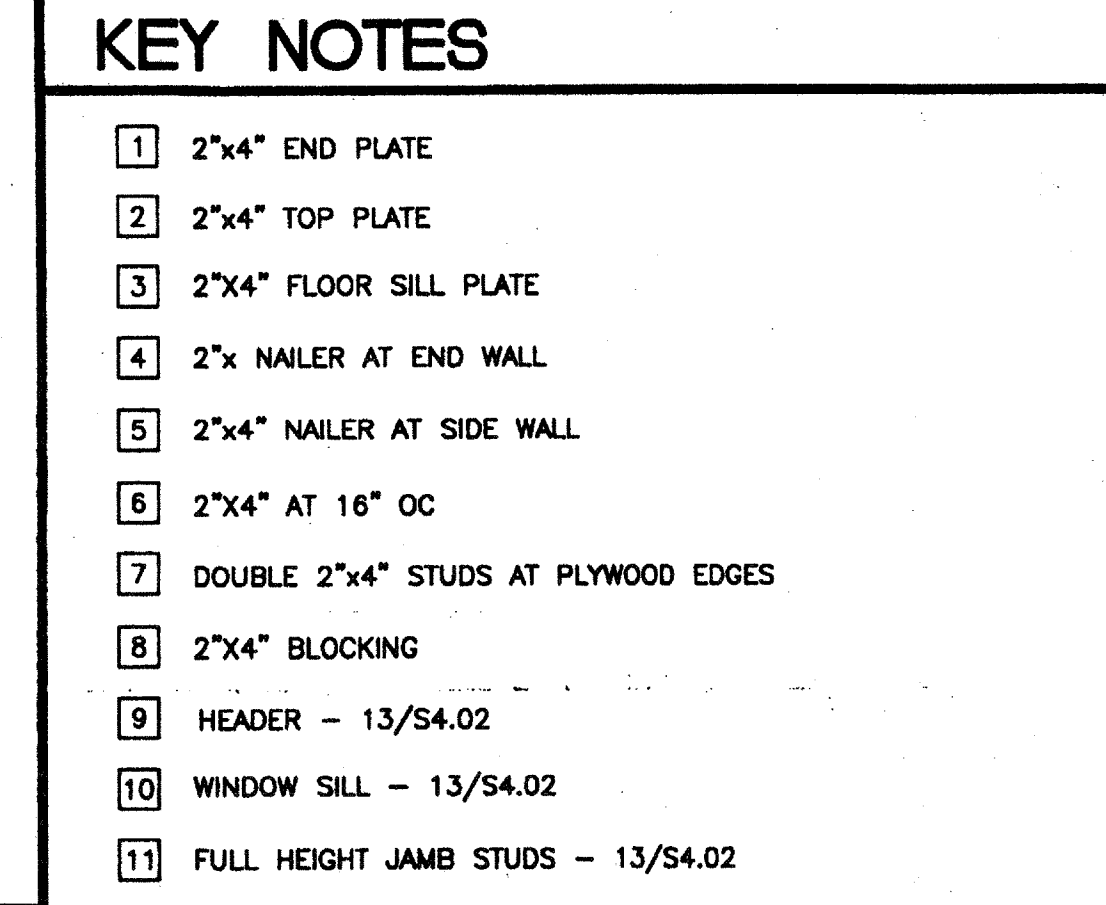 KEY NOTES
1 2"x4" END PLATE
2 2"x4" TOP PLATE
3 2"X4" FLOOR SILL PLATE
4 2"x NAILER AT END WALL
5 2"x4" NAILER AT SIDE WALL
6 2"X4" AT 16" OC
7 DOUBLE 2"x4" STUDS AT PLYWOOD EDGES
8 2"X4" BLOCKING
9 HEADER – 13/S4.02
10 WINDOW SILL – 13/S4.02
11 FULL HEIGHT JAMB STUDS – 13/S4.02